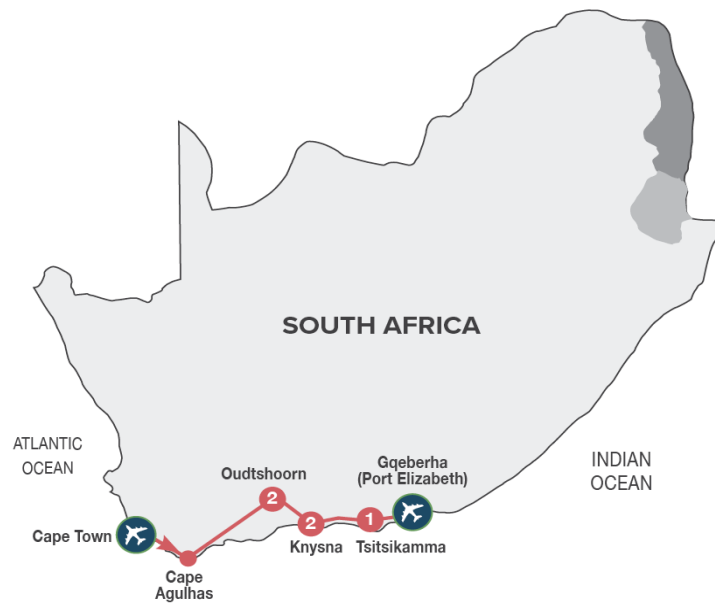 SOUTH AFRICA
ATLANTIC
OCEAN
INDIAN
OCEAN
Cape Town
Cape
Agulhas
Oudtshoorn
2
2
Knysna
1
Tsitsikamma
Gqeberha
(Port Elizabeth)